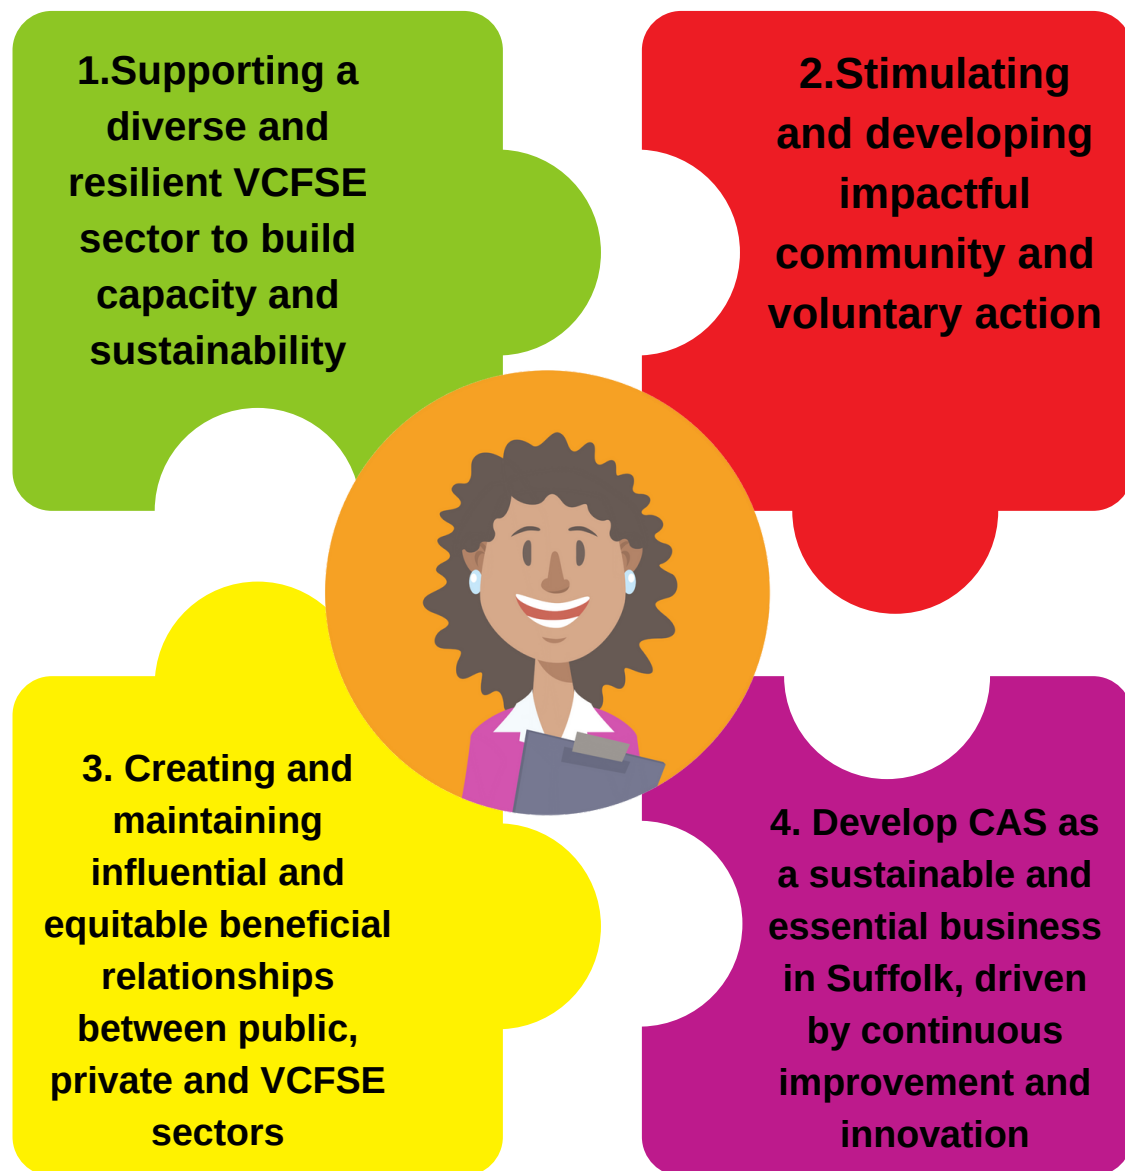 1.Supporting a
diverse and
resilient VCFSE
sector to build
capacity and
sustainability
2.Stimulating
and developing
impactful
community and
voluntary action
3. Creating and
maintaining
influential and
equitable beneficial
relationships
between public,
private and VCFSE
sectors
4. Develop CAS as
a sustainable and
essential business
in Suffolk, driven
by continuous
improvement and
innovation